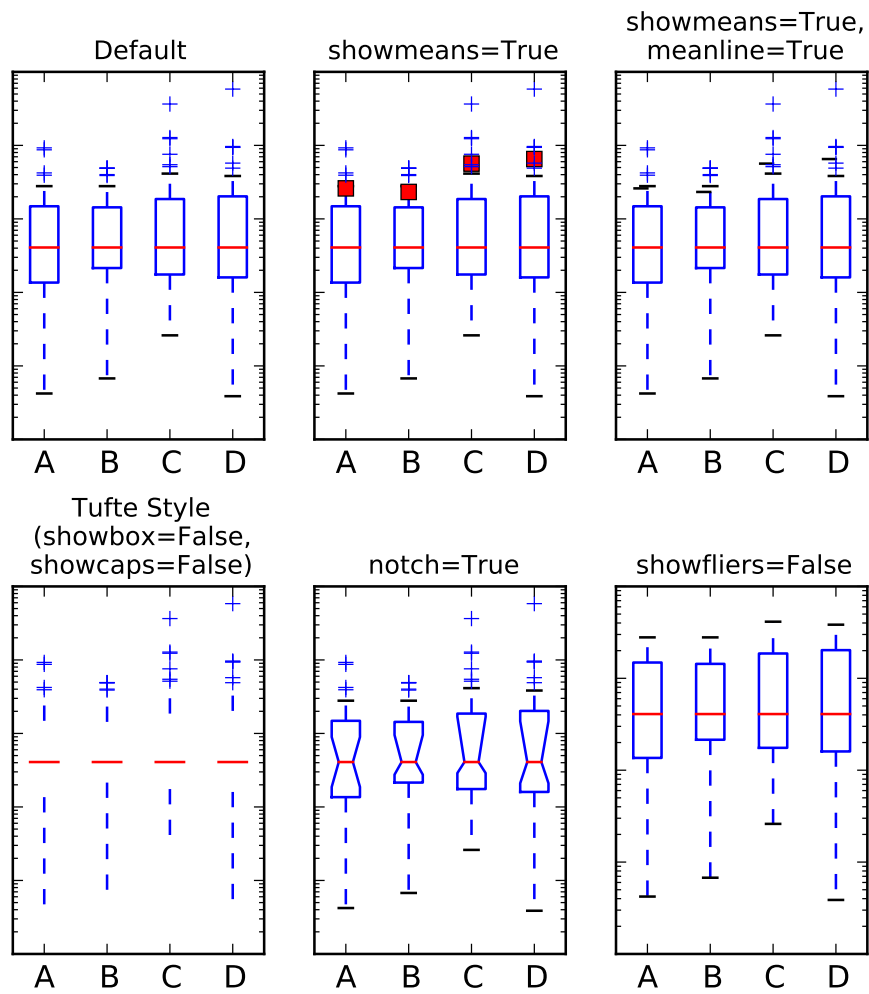 Default
A B C D
showmeans=True
A B C D
showmeans=True,
meanline=True
A B C D
Tufte Style
(showbox=False,
showcaps=False)
A B C D
notch=True
A B C D
showfliers=False
A B C D